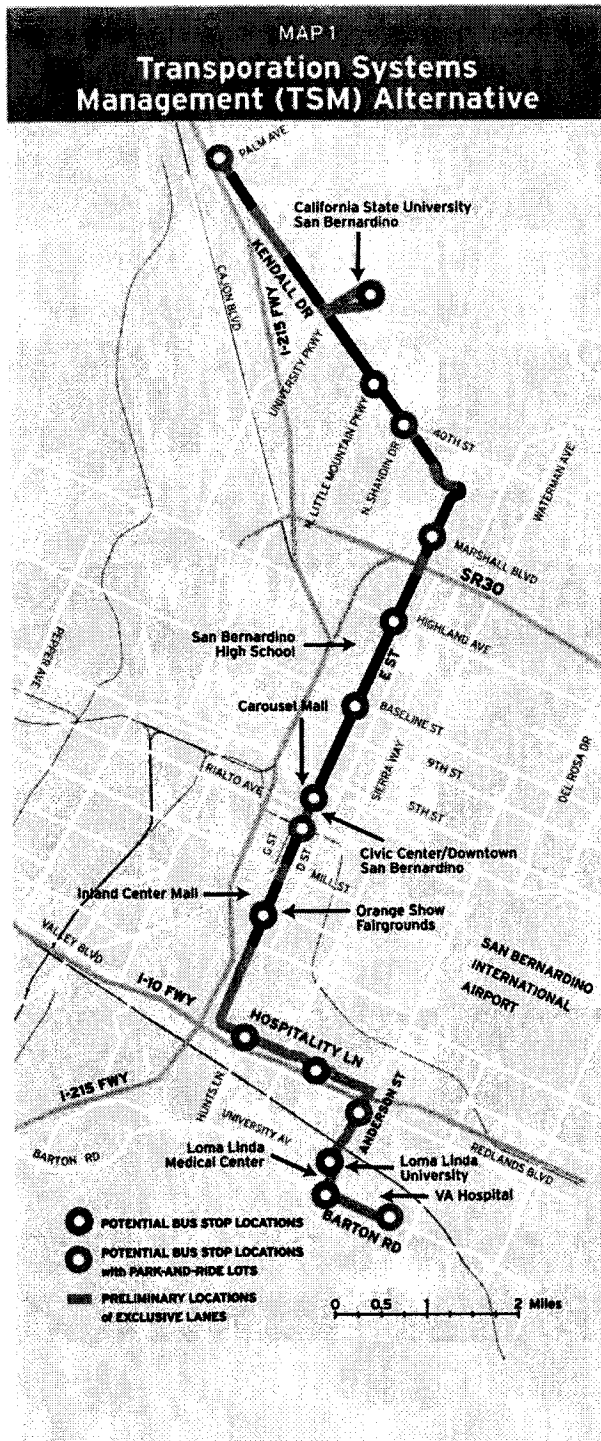 MAP 1
Transporation Systems
Management (TSM) Alternative
PALM AVE
California State University
San Bernardino
KENDALL DR
I-215 FWY
CAJON BLVD
UNIVERSITY PKWY
N. LITTLE MOUNTAIN PKWY
N. SHANDIN DR
40TH ST
WATERMAN AVE
MARSHALL BLVD
SR30
HIGHLAND AVE
San Bernardino
High School
E ST
PEPPER AVE
Carousel Mall
BASELINE ST
SIERRA WAY
9TH ST
DEL ROSA DR
RIALTO AVE
5TH ST
G ST
D ST
Civic Center/Downtown
San Bernardino
MILL ST
Inland Center Mall
Orange Show
Fairgrounds
VALLEY BLVD
I-10 FWY
SAN BERNARDINO
INTERNATIONAL
AIRPORT
HOSPITALITY LN
I-215 FWY
HUNTS LN
ANDERSON ST
UNIVERSITY AV
REDLANDS BLVD
BARTON RD
Loma Linda
Medical Center
Loma Linda
University
VA Hospital
BARTON RD
POTENTIAL BUS STOP LOCATIONS
POTENTIAL BUS STOP LOCATIONS
with PARK-AND-RIDE LOTS
PRELIMINARY LOCATIONS
of EXCLUSIVE LANES
0 0.5 1 2 Miles